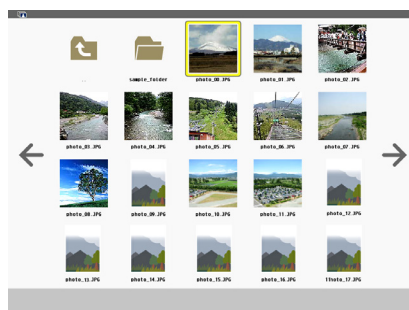 ..
sample_folder
photo_00.JPG
photo_01.JPG
photo_02.JPG
photo_03.JPG
photo_04.JPG
photo_05.JPG
photo_06.JPG
photo_07.JPG
photo_08.JPG
photo_09.JPG
photo_10.JPG
photo_11.JPG
photo_12.JPG
photo_13.JPG
photo_14.JPG
photo_15.JPG
photo_16.JPG